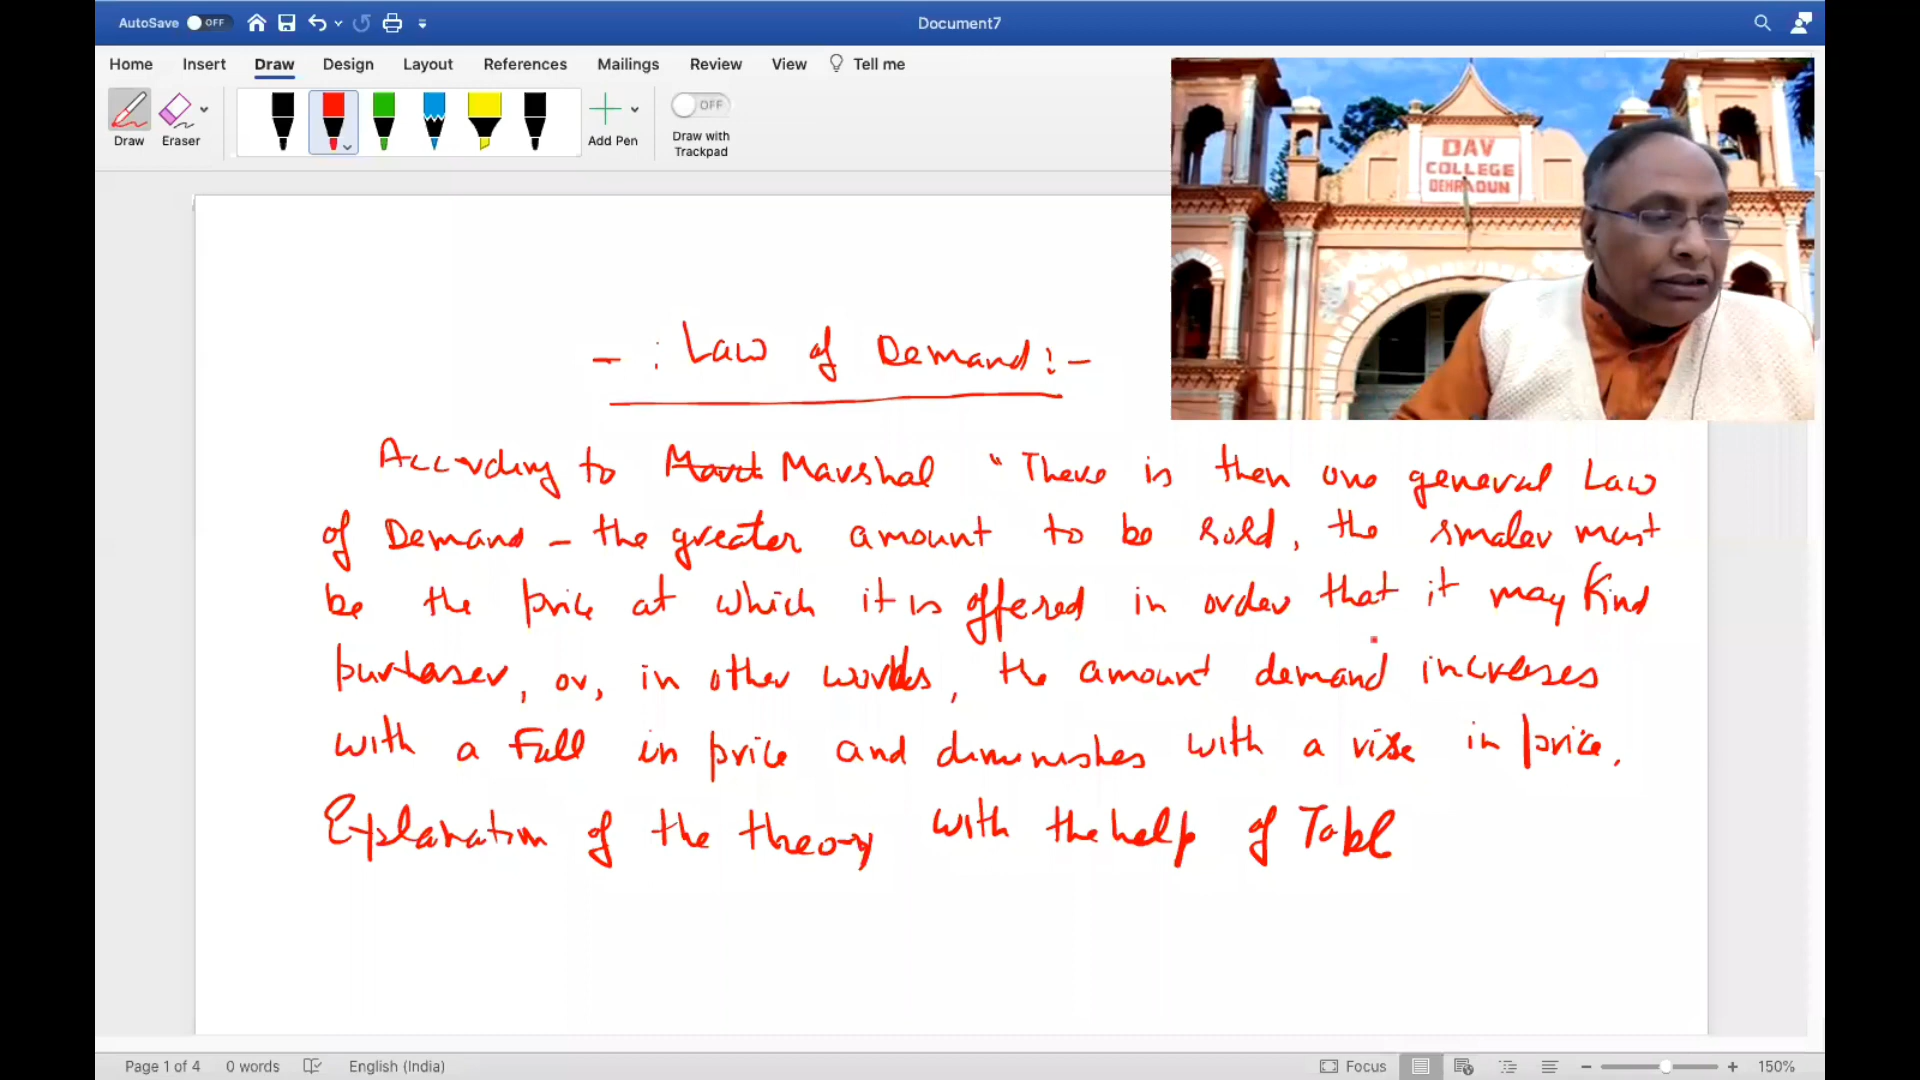 AutoSave OFF
Document7
Home Insert Draw Design Layout References Mailings Review View Tell me
Draw Eraser Add Pen OFF Draw with Trackpad
DAV
COLLEGE
DEHRADUN
- : Law of Demand : -
According to Marshal "There is then one general Law
of Demand - the greater amount to be sold, the smaler must
be the price at which it is offered in order that it may find
purchaser, or, in other words, the amount demand increses
with a fall in price and diminishes with a rise in price.
Explanation of the theory with the help of Table
Page 1 of 4 0 words English (India) Focus 150%